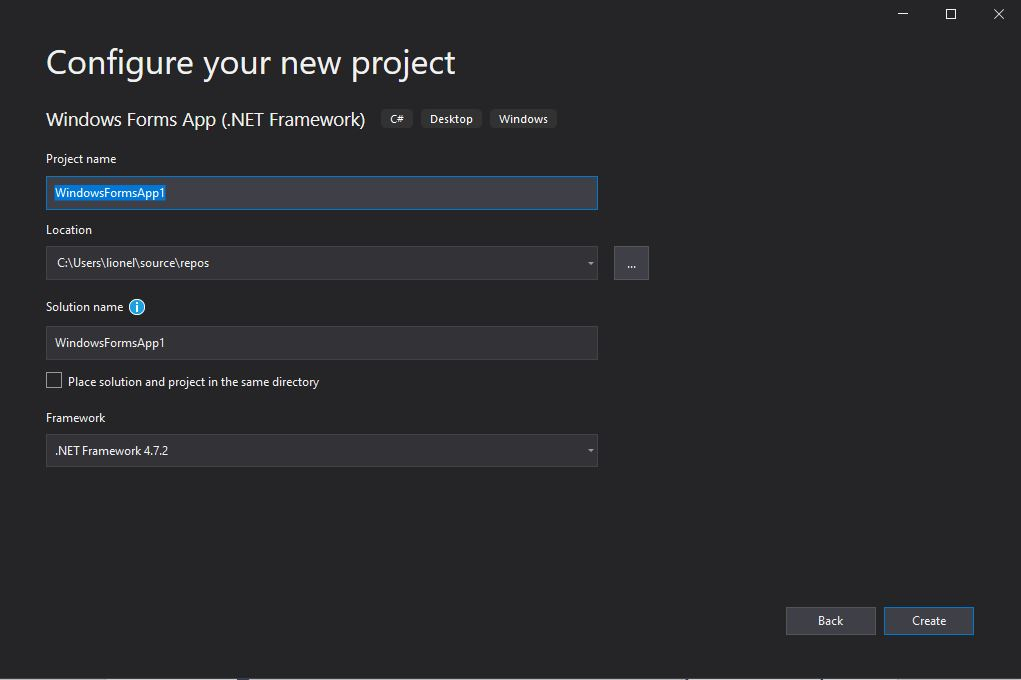 Configure your new project
Windows Forms App (.NET Framework) C# Desktop Windows
Project name
WindowsFormsApp1
Location
C:\Users\lionel\source\repos
...
Solution name i
WindowsFormsApp1
Place solution and project in the same directory
Framework
.NET Framework 4.7.2
Back Create